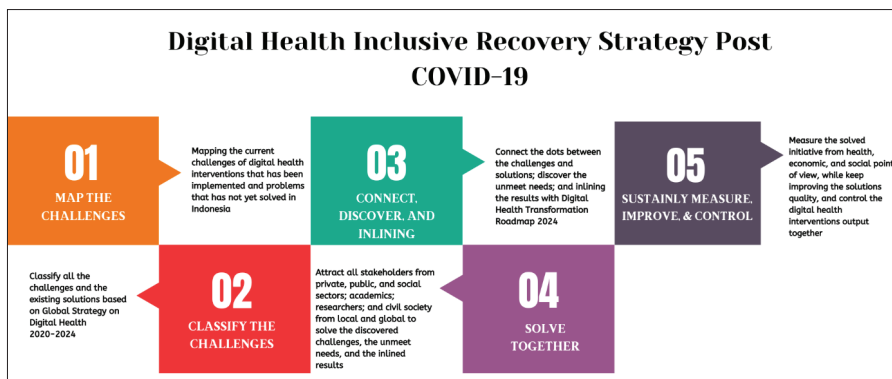 Digital Health Inclusive Recovery Strategy Post
COVID-19
01
MAP THE
CHALLENGES
Mapping the current
challenges of digital health
interventions that has been
implemented and problems
that has not yet solved in
Indonesia
02
CLASSIFY THE
CHALLENGES
Classify all the
challenges and the
existing solutions based
on Global Strategy on
Digital Health
2020-2024
03
CONNECT,
DISCOVER, AND
INLINING
Connect the dots between
the challenges and
solutions; discover the
unmeet needs; and inlining
the results with Digital
Health Transformation
Roadmap 2024
04
SOLVE
TOGETHER
Attract all stakeholders from
private, public, and social
sectors; academics;
researchers; and civil society
from local and global to
solve the discovered
challenges, the unmeet
needs, and the inlined
results
05
SUSTAINLY MEASURE,
IMPROVE, & CONTROL
Measure the solved
initiative from health,
economic, and social point
of view, while keep
improving the solutions
quality, and control the
digital health
interventions output
together